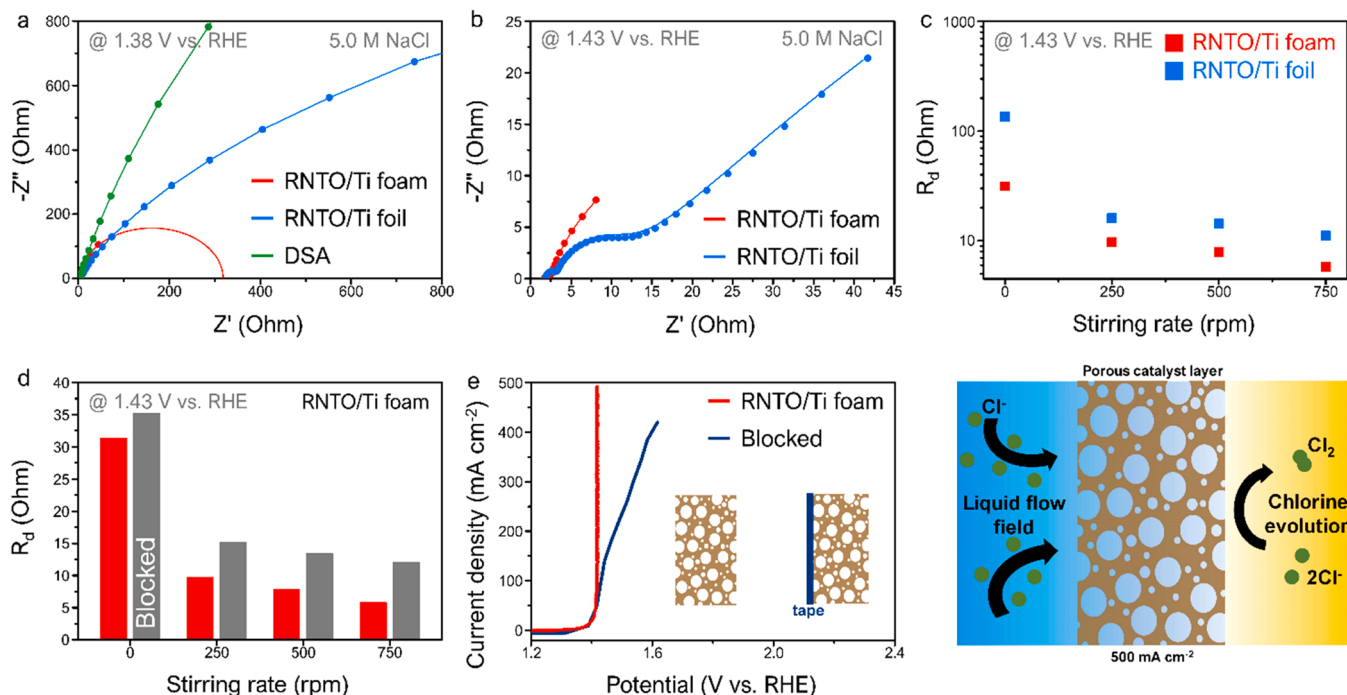 a
@ 1.38 V vs. RHE
5.0 M NaCl
-Z" (Ohm)
800
600
400
200
0
RNTO/Ti foam
RNTO/Ti foil
DSA
0 200 400 600 800
Z' (Ohm)
b
@ 1.43 V vs. RHE
5.0 M NaCl
-Z" (Ohm)
25
20
15
10
5
0
RNTO/Ti foam
RNTO/Ti foil
0 5 10 15 20 25 30 35 40 45
Z' (Ohm)
c
@ 1.43 V vs. RHE
RNTO/Ti foam
RNTO/Ti foil
Rd (Ohm)
1000
100
10
0 250 500 750
Stirring rate (rpm)
d
@ 1.43 V vs. RHE
RNTO/Ti foam
Rd (Ohm)
40
35
30
25
20
15
10
5
0
Blocked
0 250 500 750
Stirring rate (rpm)
e
RNTO/Ti foam
Blocked
Current density (mA cm⁻²)
500
400
300
200
100
0
tape
1.2 1.6 2.0 2.4
Potential (V vs. RHE)
Porous catalyst layer
Cl⁻
Liquid flow
field
Cl₂
Chlorine
evolution
2Cl⁻
500 mA cm⁻²